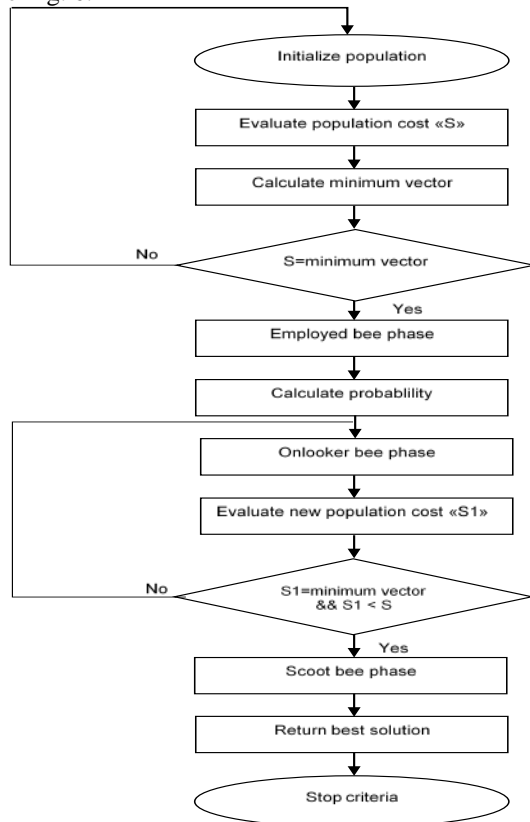 Initialize population
Evaluate population cost «S»
Calculate minimum vector
No
S=minimum vector
Yes
Employed bee phase
Calculate probablility
Onlooker bee phase
Evaluate new population cost «S1»
No
S1=minimum vector
&& S1 < S
Yes
Scoot bee phase
Return best solution
Stop criteria